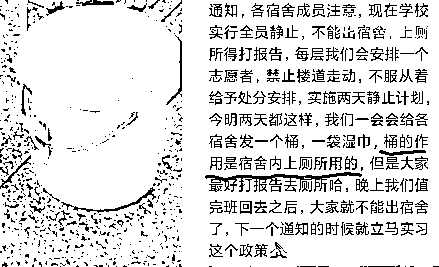 通知，各宿舍成员注意，现在学校
实行全员静止，不能出宿舍，上厕
所得打报告，每层我们会安排一个
志愿者，禁止楼道走动，不服从着
给予处分安排，实施两天静止计划，
今明两天都这样，我们一会会给各
宿舍发一个桶，一袋湿巾，桶的作
用是宿舍内上厕所用的，但是大家
最好打报告去厕所哈，晚上我们值
完班回去之后，大家就不能出宿舍
了，下一个通知的时候就立马实习
这个政策